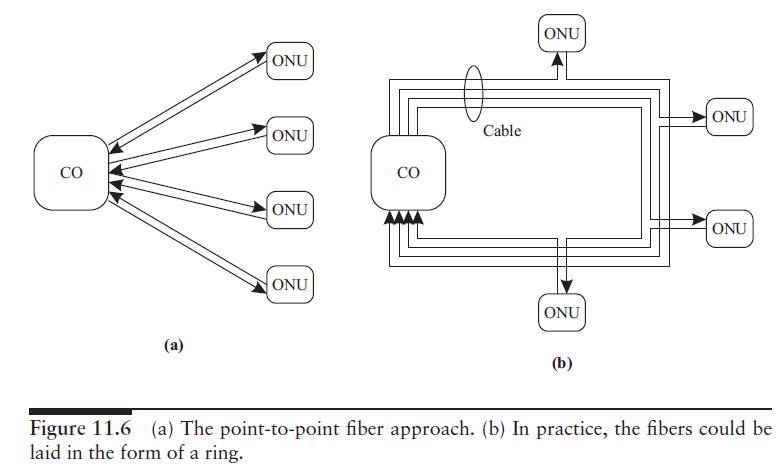 ONU
ONU
ONU
ONU
CO
(a)
ONU
ONU
ONU
ONU
Cable
CO
(b)
Figure 11.6 (a) The point-to-point fiber approach. (b) In practice, the fibers could be
laid in the form of a ring.